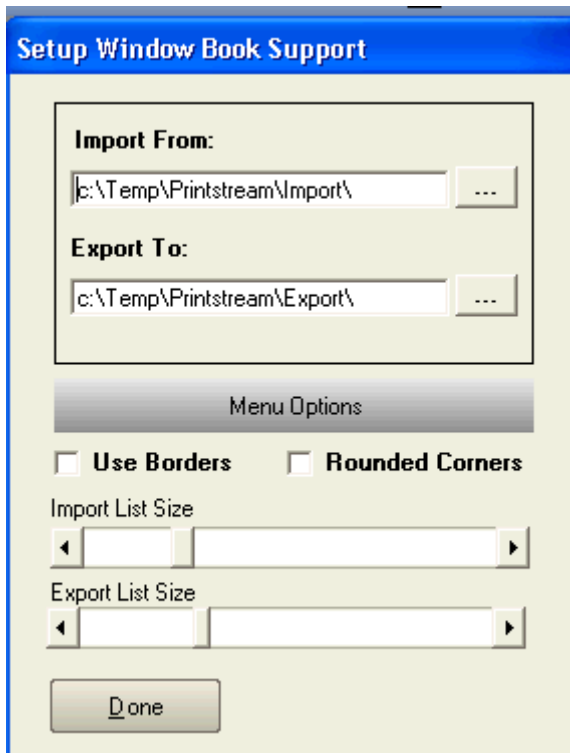 Setup Window Book Support
Import From:
c:\Temp\Printstream\Import\ ...
Export To:
c:\Temp\Printstream\Export\ ...
Menu Options
Use Borders Rounded Corners
Import List Size
Export List Size
Done